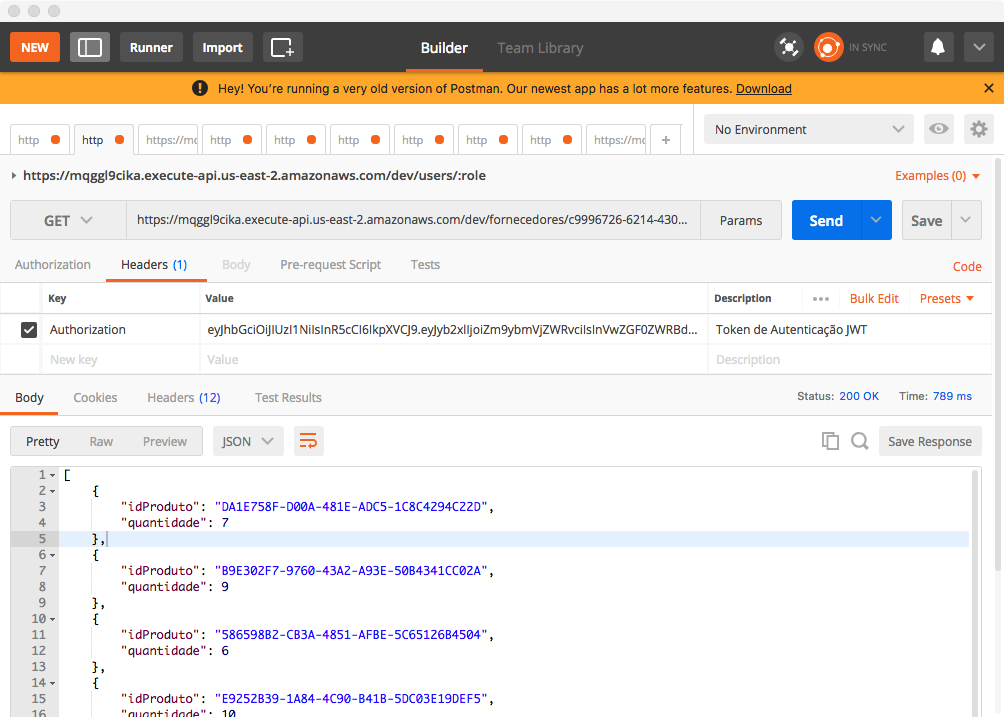 NEW Runner Import Builder Team Library IN SYNC
Hey! You're running a very old version of Postman. Our newest app has a lot more features. Download
http http https://mq http http http http http http https://mq + No Environment
https://mqggl9cika.execute-api.us-east-2.amazonaws.com/dev/users/:role Examples (0)
GET https://mqggl9cika.execute-api.us-east-2.amazonaws.com/dev/fornecedores/c9996726-6214-430... Params Send Save
Authorization Headers (1) Body Pre-request Script Tests Code
Key Value Description ••• Bulk Edit Presets
Authorization Token de Autenticação JWT
New key Value Description
Body Cookies Headers (12) Test Results Status: 200 OK Time: 789 ms
Pretty Raw Preview JSON Save Response
1 [
2 {
3 "idProduto": "DA1E758F-D00A-481E-ADC5-1C8C4294C22D",
4 "quantidade": 7
5 },
6 {
7 "idProduto": "B9E302F7-9760-43A2-A93E-50B4341CC02A",
8 "quantidade": 9
9 },
10 {
11 "idProduto": "586598B2-CB3A-4851-AFBE-5C65126B4504",
12 "quantidade": 6
13 },
14 {
15 "idProduto": "E9252B39-1A84-4C90-B41B-5DC03E19DEF5",
16 "quantidade": 10